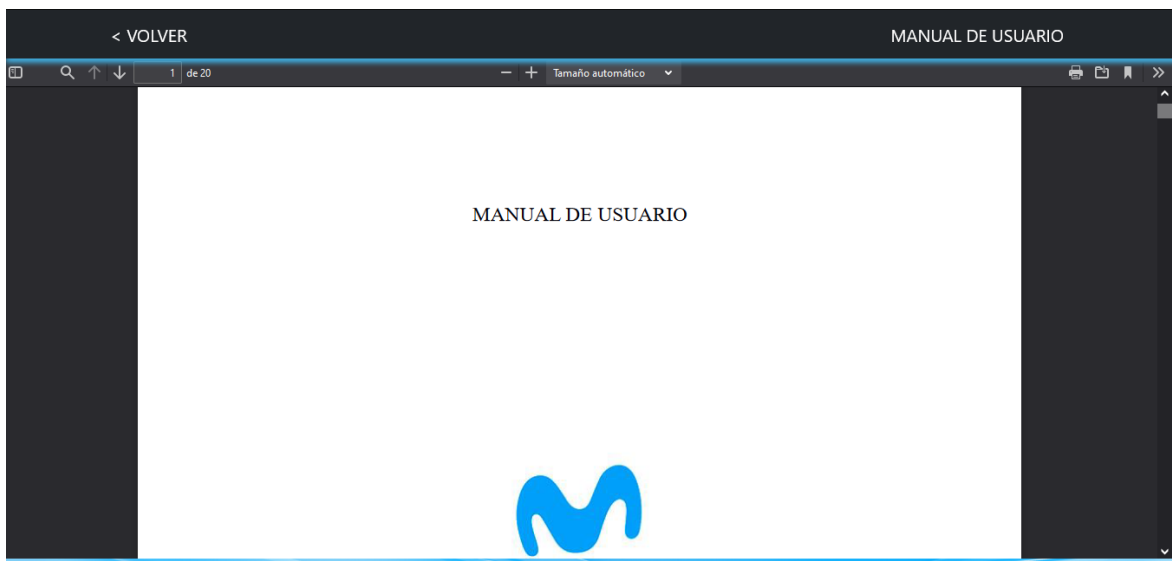 < VOLVER MANUAL DE USUARIO
1 de 20 Tamaño automático
MANUAL DE USUARIO